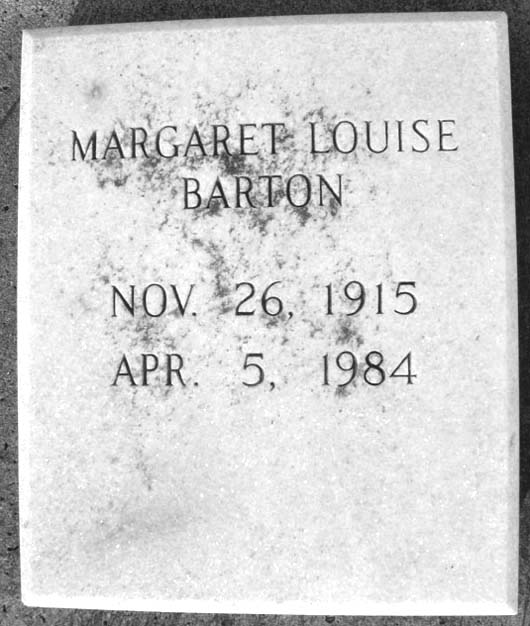 MARGARET LOUISE
BARTON
NOV. 26, 1915
APR. 5, 1984